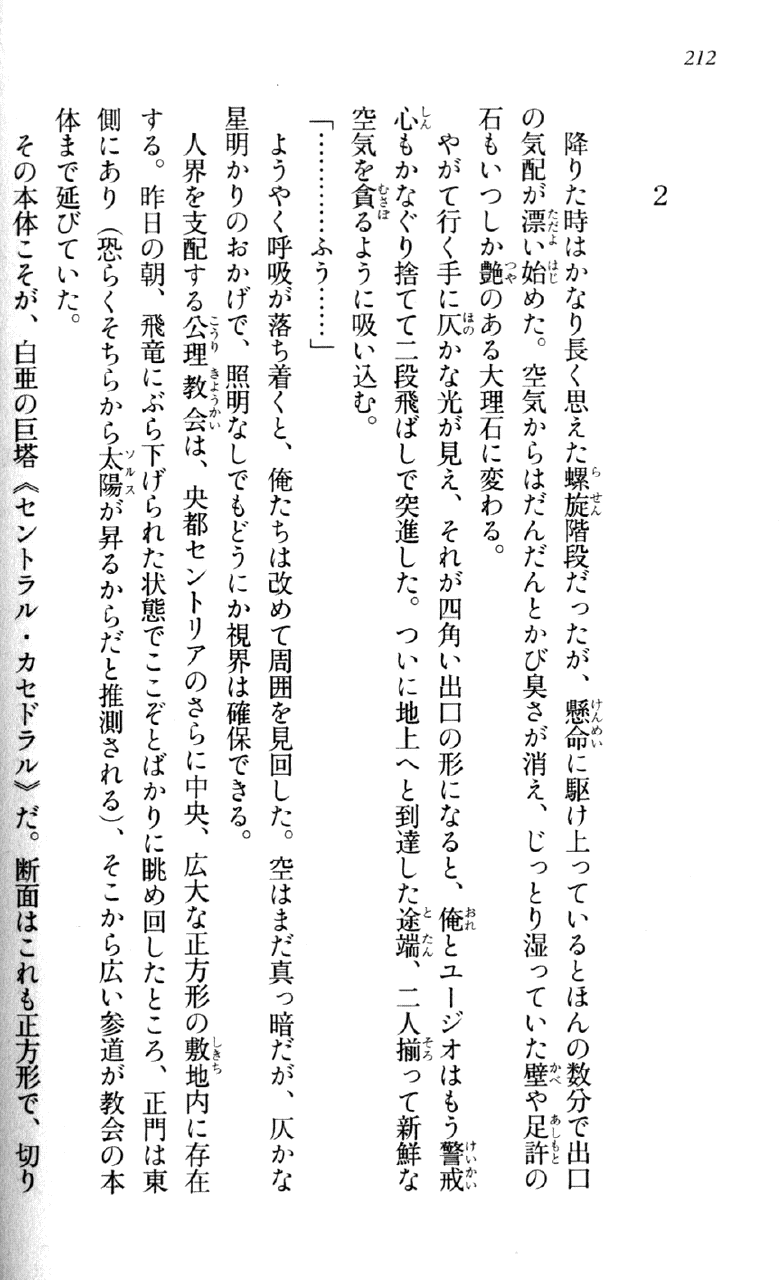 212
2
降りた時はかなり長く思えた螺旋階段だったが、懸命に駆け上っているとほんの数分で出口
の気配が漂い始めた。空気からはだんだんとかび臭さが消え、じっとり湿っていた壁や足許の
石もいつしか艶のある大理石に変わる。
やがて行く手に仄かな光が見え、それが四角い出口の形になると、俺とユージオはもう警戒
心もかなぐり捨てて二段飛ばしで突進した。ついに地上へと到達した途端、二人揃って新鮮な
空気を貪るように吸い込む。
「…………ふう……」
ようやく呼吸が落ち着くと、俺たちは改めて周囲を見回した。空はまだ真っ暗だが、仄かな
星明かりのおかげで、照明なしでもどうにか視界は確保できる。
人界を支配する公理教会は、央都セントリアのさらに中央、広大な正方形の敷地内に存在
する。昨日の朝、飛竜にぶら下げられた状態でここぞとばかりに眺め回したところ、正門は東
側にあり（恐らくそちらから太陽が昇るからだと推測される）、そこから広い参道が教会の本
体まで延びていた。
その本体こそが、白亜の巨塔《セントラル・カセドラル》だ。断面はこれも正方形で、切り